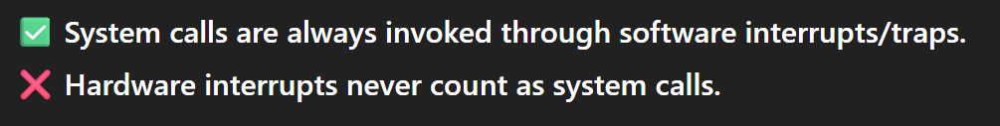 ✅ System calls are always invoked through software interrupts/traps.
❌ Hardware interrupts never count as system calls.